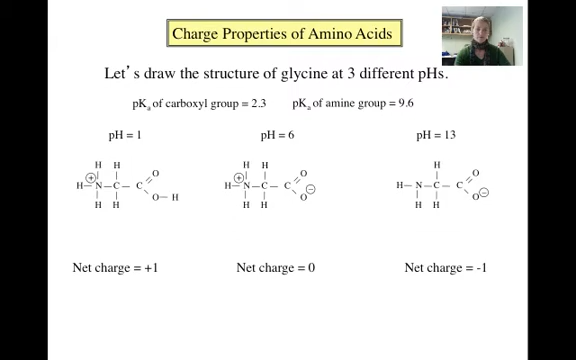 Charge Properties of Amino Acids
Let's draw the structure of glycine at 3 different pHs.
pKa of carboxyl group = 2.3 pKa of amine group = 9.6
pH = 1 pH = 6 pH = 13
H H H H H
+ O + O O
H—N—C—C H—N—C—C H—N—C—C
O—H O− O−
H H H H H H
Net charge = +1 Net charge = 0 Net charge = -1